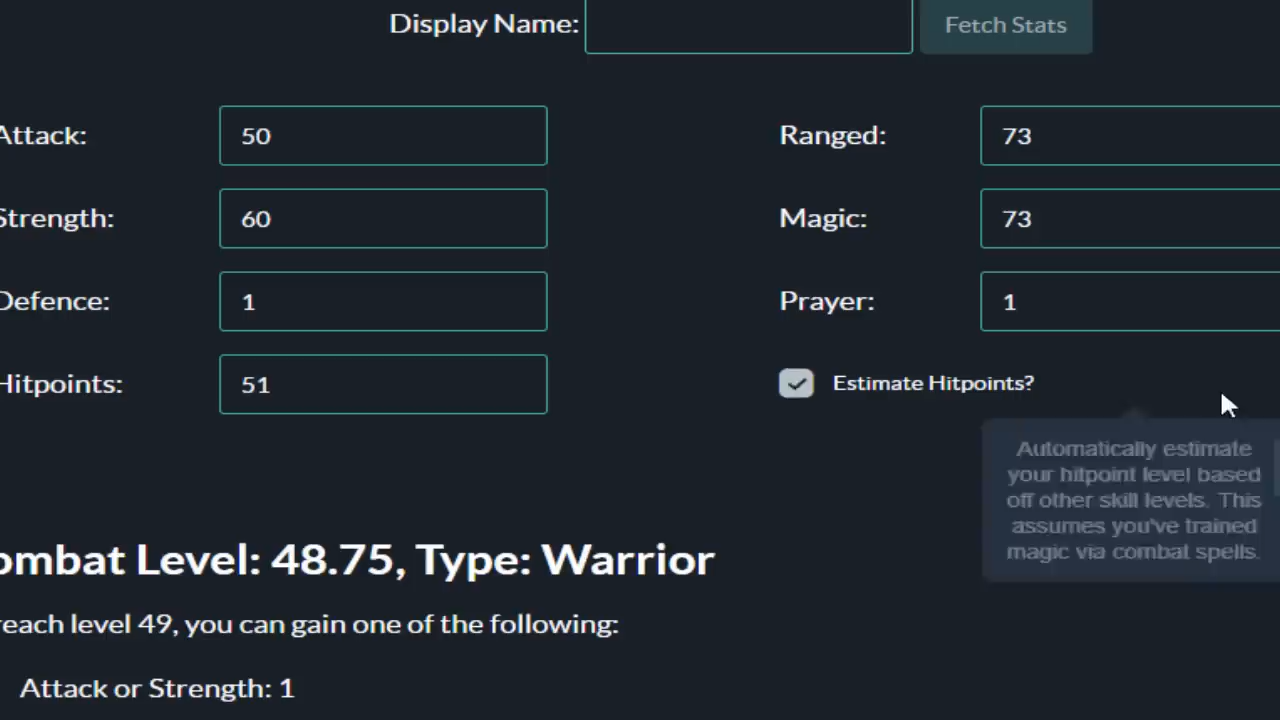 Display Name:
Fetch Stats
Attack: 50
Ranged: 73
Strength: 60
Magic: 73
Defence: 1
Prayer: 1
Hitpoints: 51
Estimate Hitpoints?
Automatically estimate
your hitpoint level based
off other skill levels. This
assumes you've trained
magic via combat spells.
ombat Level: 48.75, Type: Warrior
reach level 49, you can gain one of the following:
Attack or Strength: 1